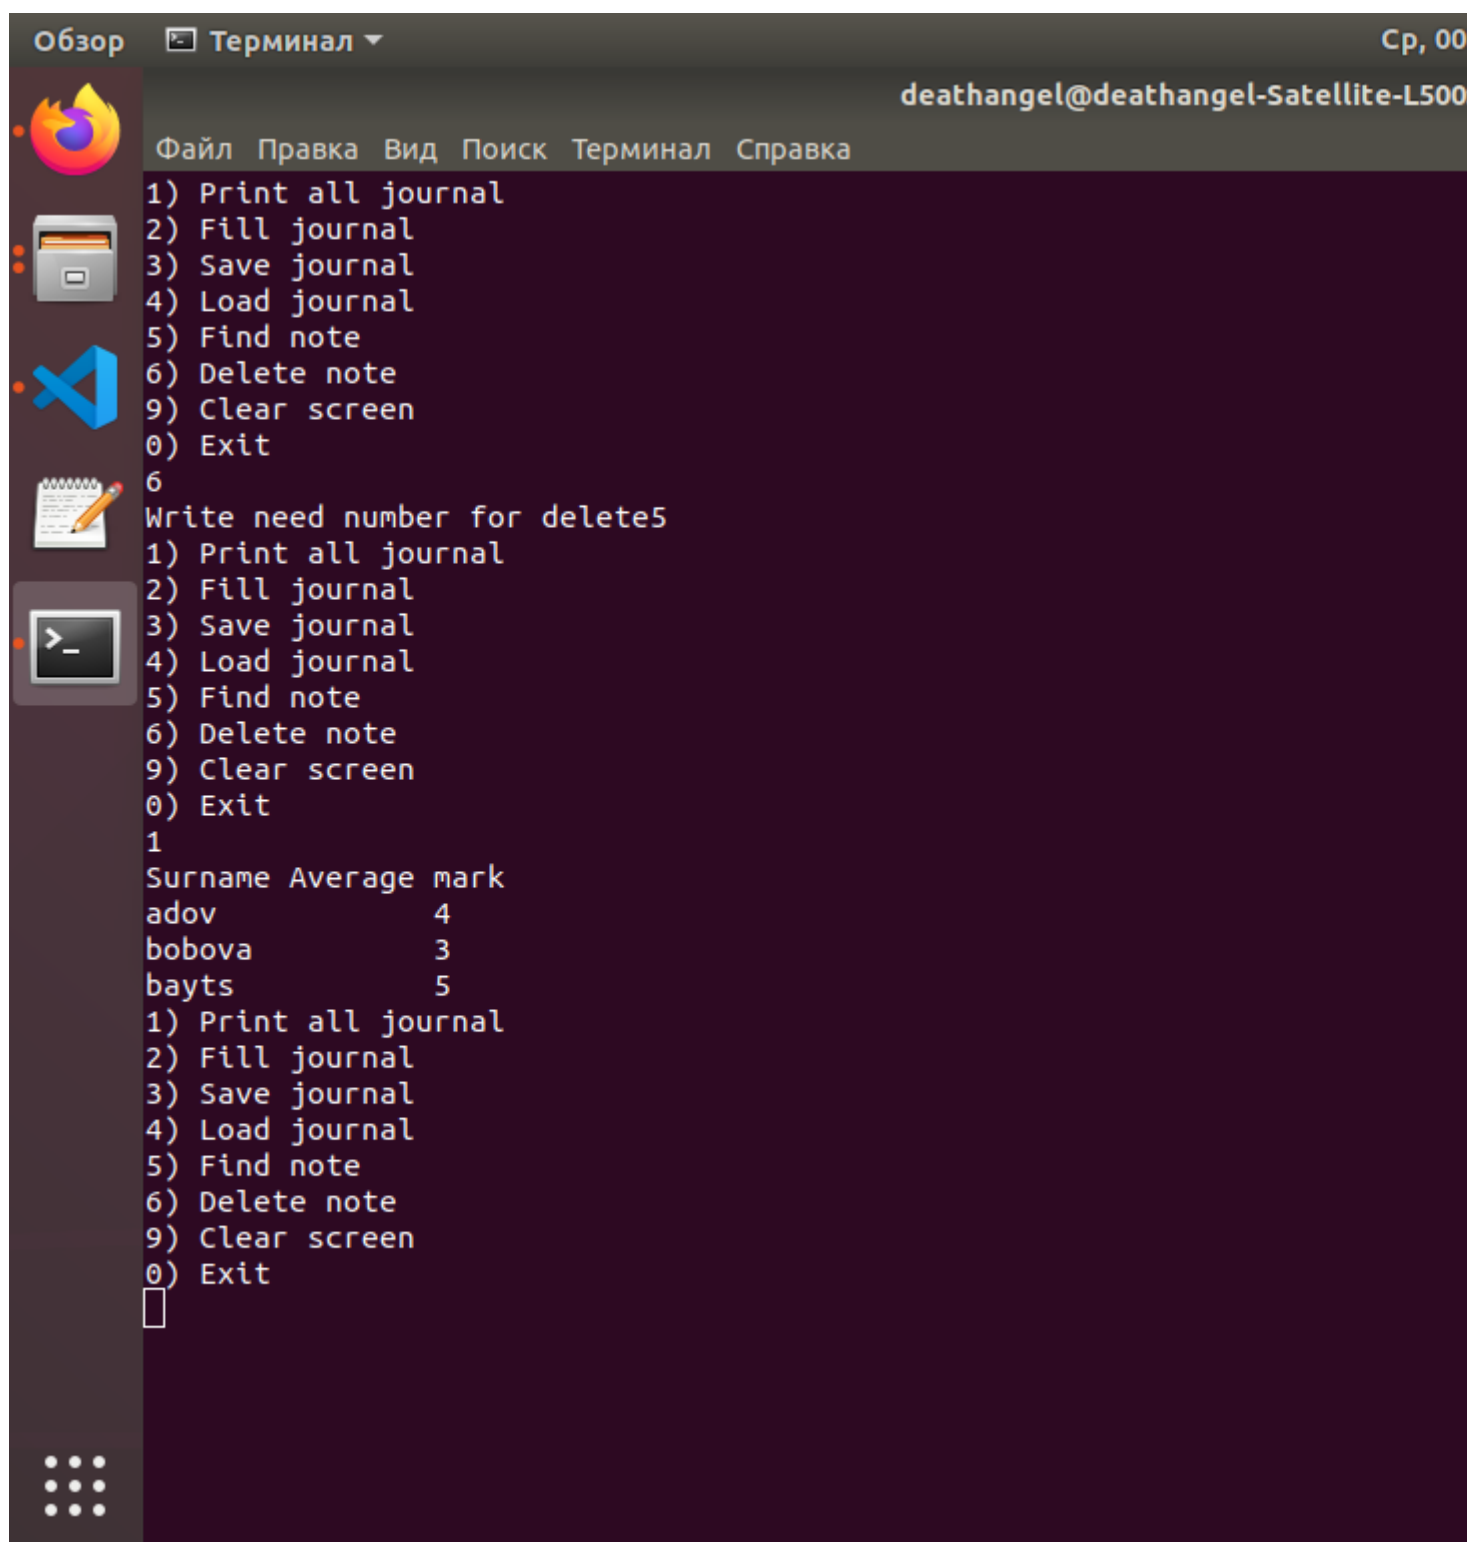 Обзор Терминал Ср, 00
deathangel@deathangel-Satellite-L500
Файл Правка Вид Поиск Терминал Справка
1) Print all journal
2) Fill journal
3) Save journal
4) Load journal
5) Find note
6) Delete note
9) Clear screen
0) Exit
6
Write need number for delete5
1) Print all journal
2) Fill journal
3) Save journal
4) Load journal
5) Find note
6) Delete note
9) Clear screen
0) Exit
1
Surname Average mark
adov 4
bobova 3
bayts 5
1) Print all journal
2) Fill journal
3) Save journal
4) Load journal
5) Find note
6) Delete note
9) Clear screen
0) Exit